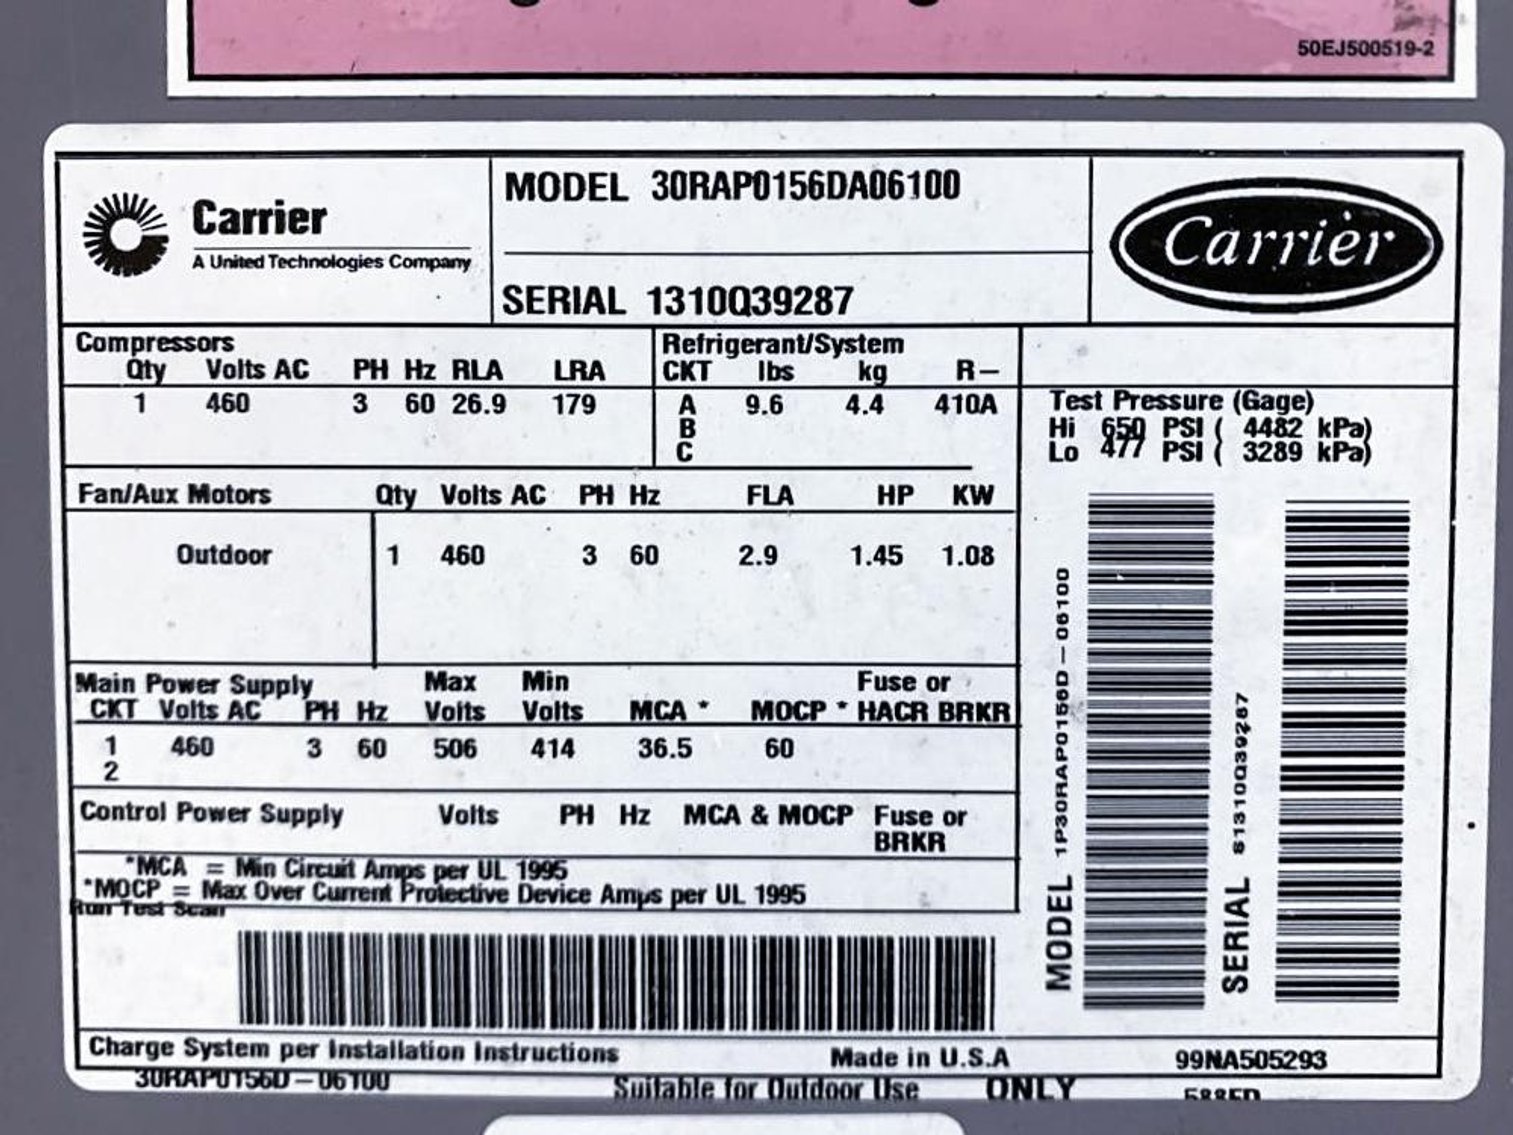 50EJ500519-2
Carrier
A United Technologies Company
MODEL 30RAP0156DA06100
SERIAL 1310Q39287
Carrier
Compressors
Qty Volts AC PH Hz RLA LRA
1 460 3 60 26.9 179
Refrigerant/System
CKT lbs kg R-
A 9.6 4.4 410A
B
C
Test Pressure (Gage)
Hi 650 PSI ( 4482 kPa)
Lo 477 PSI ( 3289 kPa)
Fan/Aux Motors Qty Volts AC PH Hz FLA HP KW
Outdoor 1 460 3 60 2.9 1.45 1.08
Main Power Supply Max Min Fuse or
CKT Volts AC PH Hz Volts Volts MCA * MOCP * HACR BRKR
1 460 3 60 506 414 36.5 60
2
Control Power Supply Volts PH Hz MCA & MOCP Fuse or
BRKR
*MCA = Min Circuit Amps per UL 1995
*MOCP = Max Over Current Protective Device Amps per UL 1995
Run Test Scan
MODEL 1P30RAP0156D-06100
SERIAL S1310Q39287
Charge System per Installation Instructions Made in U.S.A 99NA505293
30RAP0156D-06100 Suitable for Outdoor Use ONLY